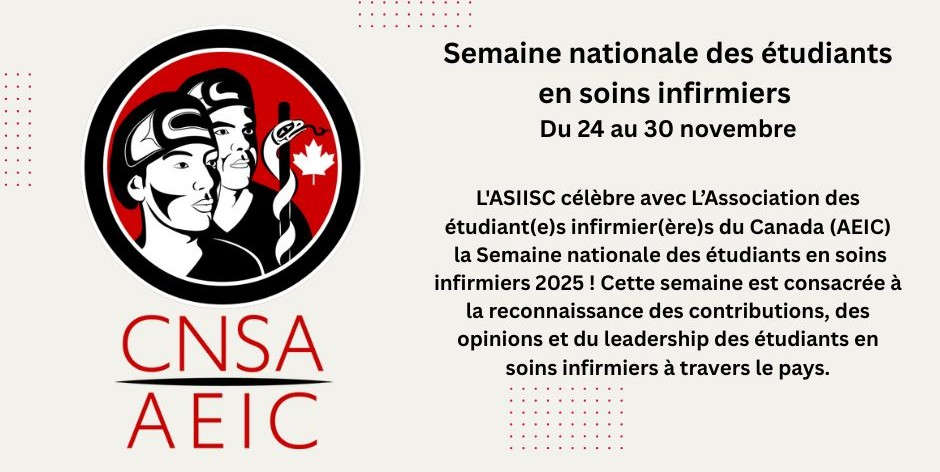 CNSA
AEIC
Semaine nationale des étudiants
en soins infirmiers
Du 24 au 30 novembre
L'ASIISC célèbre avec L’Association des
étudiant(e)s infirmier(ère)s du Canada (AEIC)
la Semaine nationale des étudiants en soins
infirmiers 2025 ! Cette semaine est consacrée à
la reconnaissance des contributions, des
opinions et du leadership des étudiants en
soins infirmiers à travers le pays.